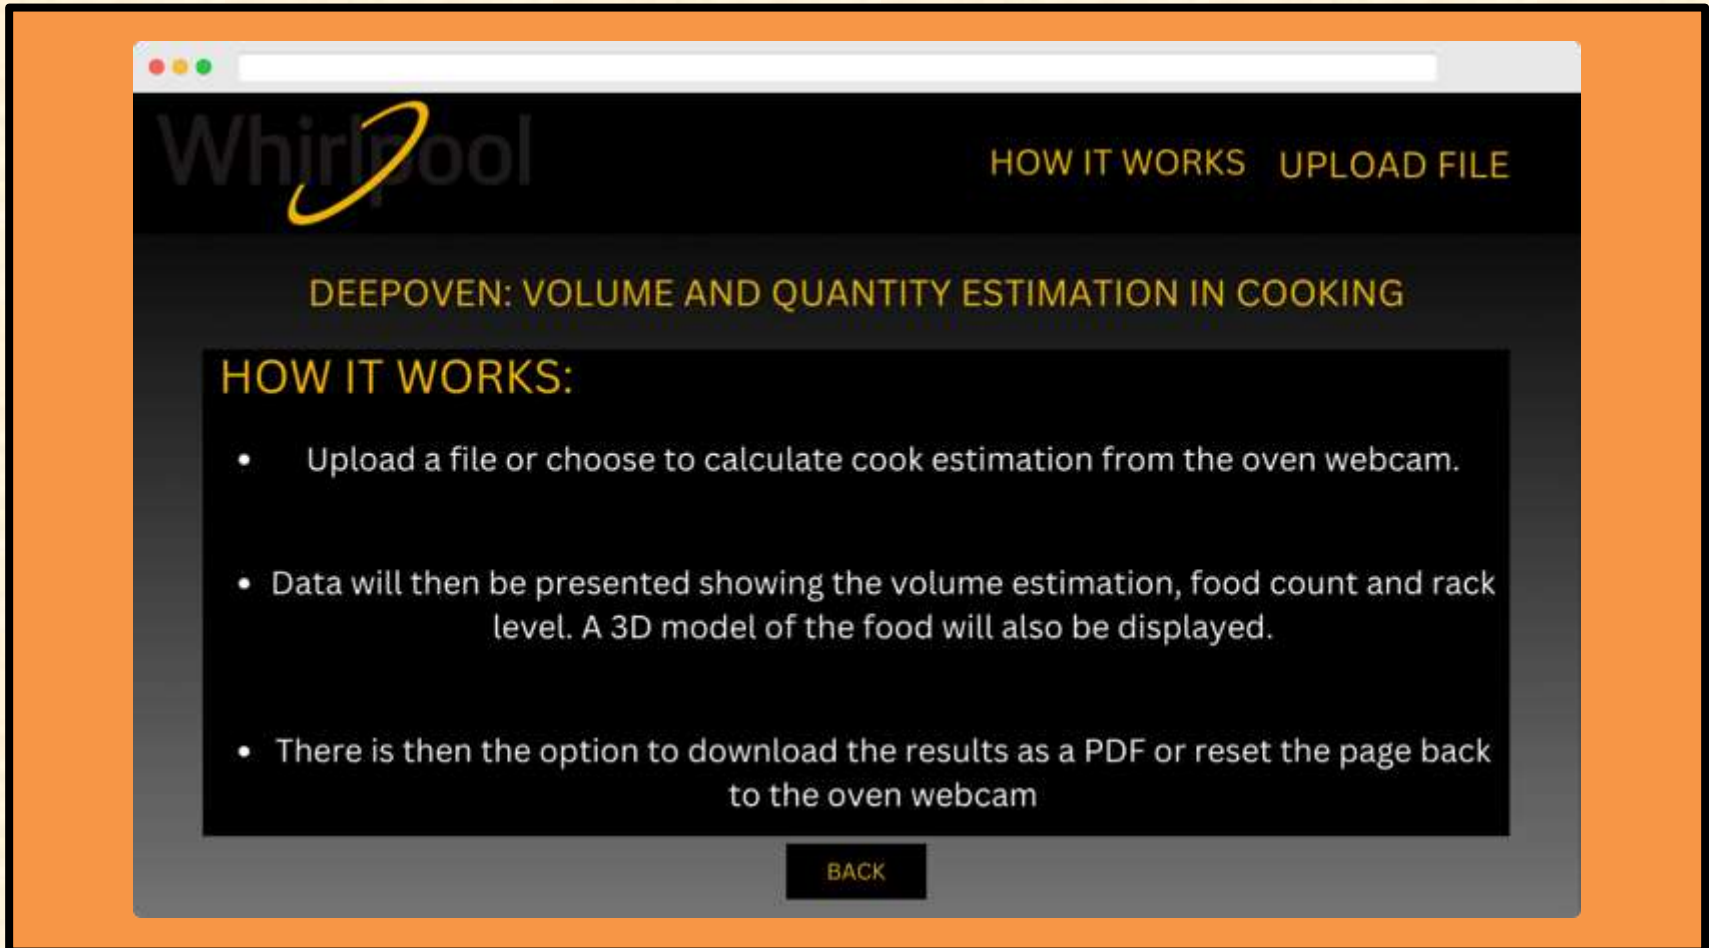 Whirlpool
HOW IT WORKS UPLOAD FILE
DEEPOVEN: VOLUME AND QUANTITY ESTIMATION IN COOKING
HOW IT WORKS:
• Upload a file or choose to calculate cook estimation from the oven webcam.
• Data will then be presented showing the volume estimation, food count and rack
level. A 3D model of the food will also be displayed.
• There is then the option to download the results as a PDF or reset the page back
to the oven webcam
BACK